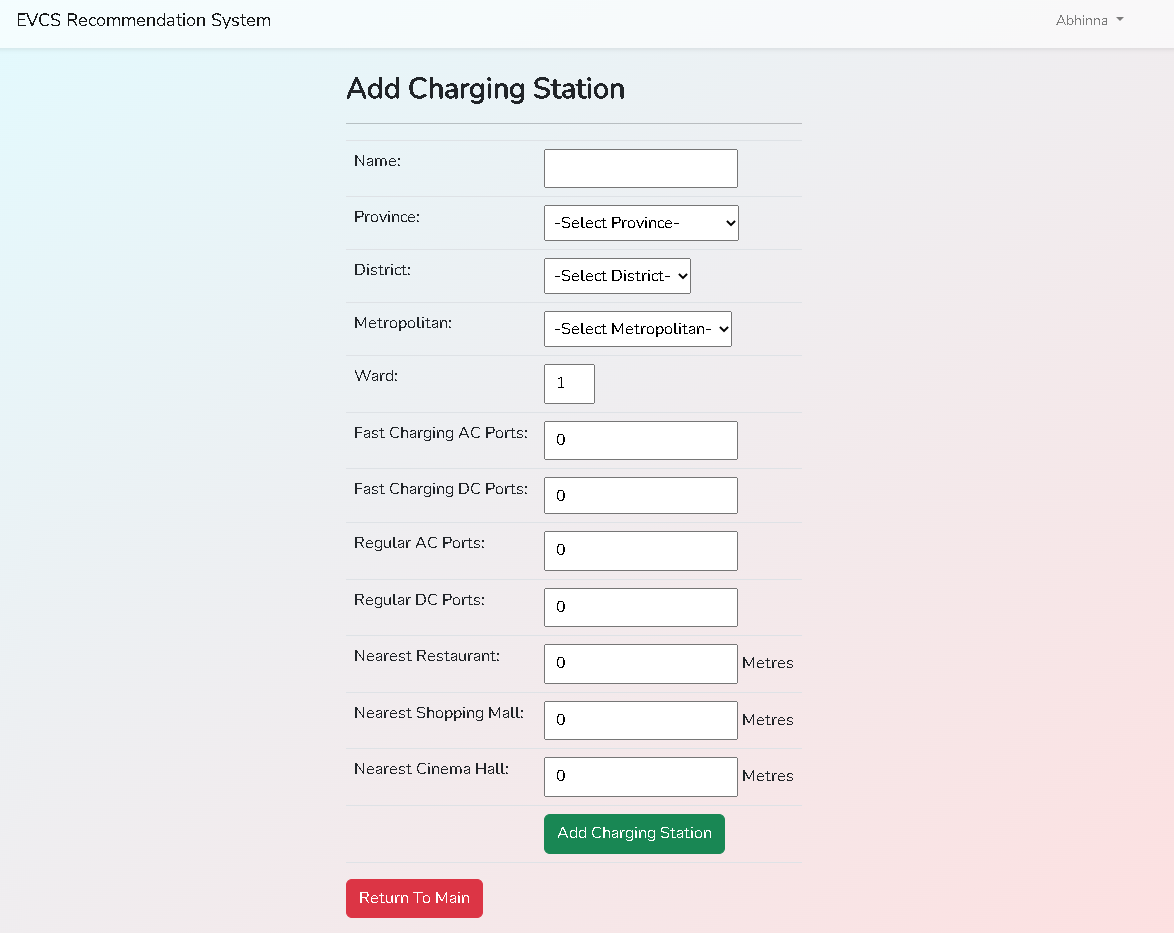 EVCS Recommendation System
Abhinna
Add Charging Station
Name:
Province: -Select Province-
District: -Select District-
Metropolitan: -Select Metropolitan-
Ward: 1
Fast Charging AC Ports: 0
Fast Charging DC Ports: 0
Regular AC Ports: 0
Regular DC Ports: 0
Nearest Restaurant: 0 Metres
Nearest Shopping Mall: 0 Metres
Nearest Cinema Hall: 0 Metres
Add Charging Station
Return To Main